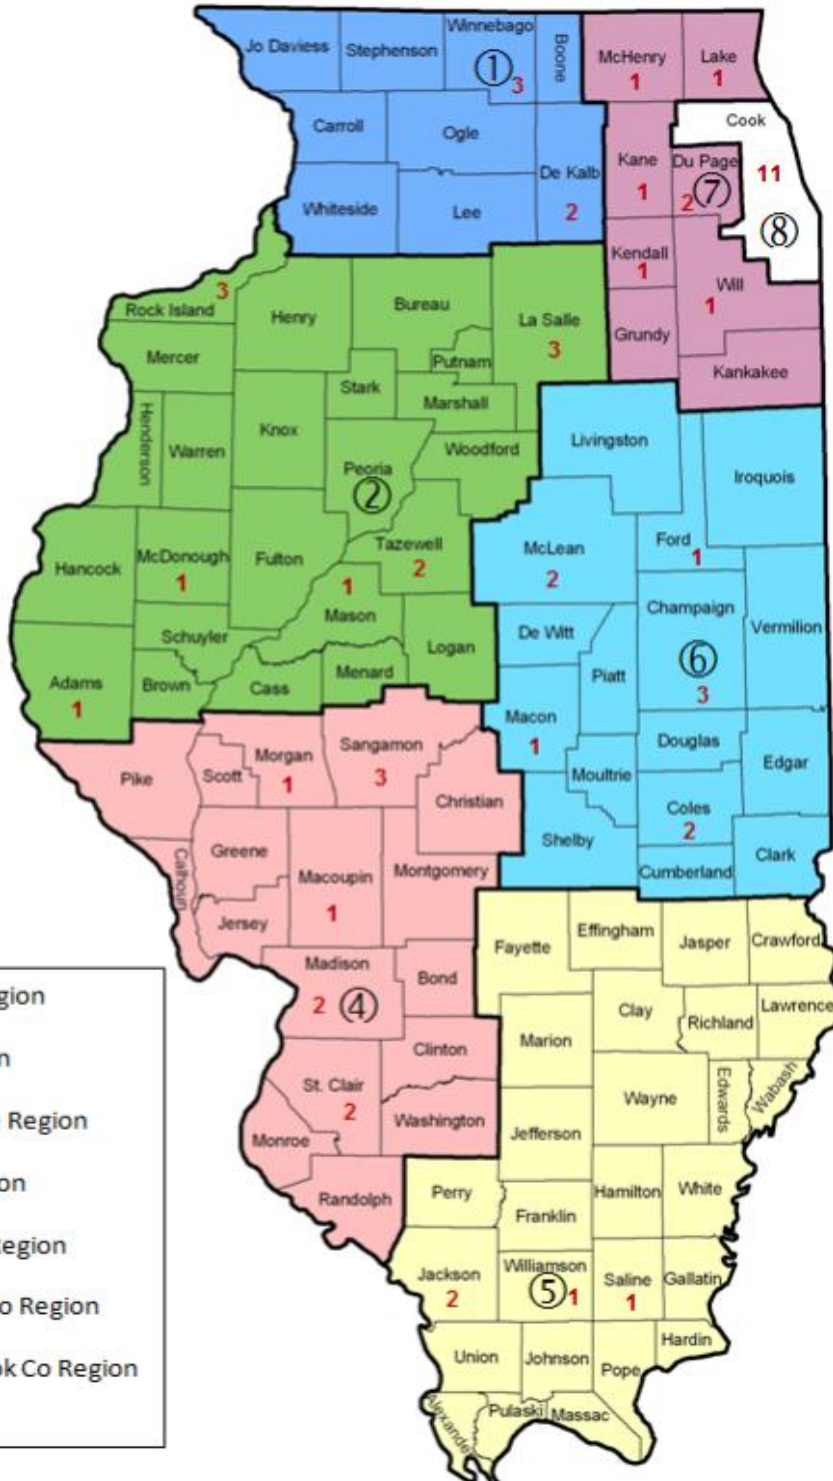 Jo Daviess
Stephenson
Winnebago
①
3
Boone
McHenry
1
Lake
1
Carroll
Ogle
De Kalb
2
Whiteside
Lee
Cook
11
⑧
Kane
1
Du Page
⑦
2
Kendall
1
Will
1
Grundy
Kankakee
3
Rock Island
Henry
Bureau
La Salle
3
Mercer
Putnam
Stark
Marshall
Henderson
Warren
Knox
Peoria
②
Woodford
Livingston
Iroquois
Hancock
McDonough
1
Fulton
Tazewell
2
McLean
2
Ford
1
1
Mason
Schuyler
Logan
De Witt
Champaign
⑥
3
Vermilion
Adams
1
Brown
Cass
Menard
Piatt
Macon
1
Pike
Scott
Morgan
1
Sangamon
3
Christian
Moultrie
Douglas
Edgar
Coles
2
Shelby
Cumberland
Clark
Calhoun
Greene
Macoupin
1
Montgomery
Jersey
Fayette
Effingham
Jasper
Crawford
Madison
2
④
Bond
Clay
Richland
Lawrence
Marion
Clinton
St. Clair
2
Washington
Wayne
Edwards
Wabash
Monroe
Jefferson
Randolph
Perry
Franklin
Hamilton
White
Jackson
2
Williamson
⑤
1
Saline
1
Gallatin
Union
Johnson
Pope
Hardin
Alexander
Pulaski
Massac
gion
n
Region
on
Region
o Region
ok Co Region